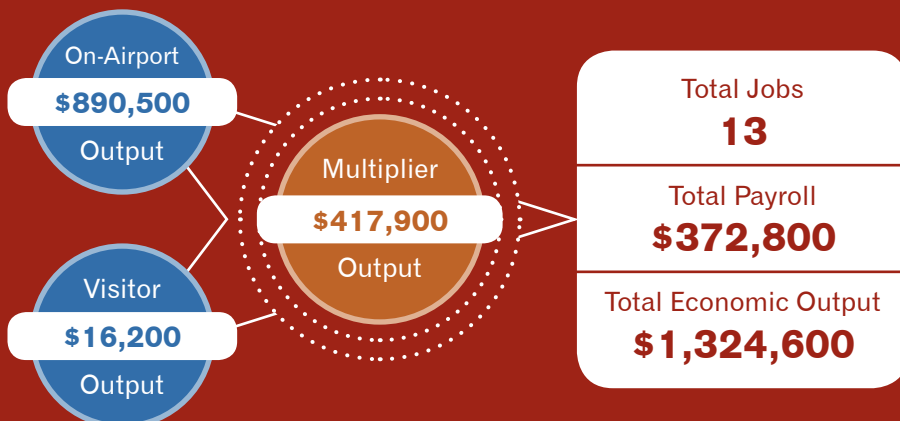 On-Airport
$890,500
Output
Visitor
$16,200
Output
Multiplier
$417,900
Output
Total Jobs
13
Total Payroll
$372,800
Total Economic Output
$1,324,600